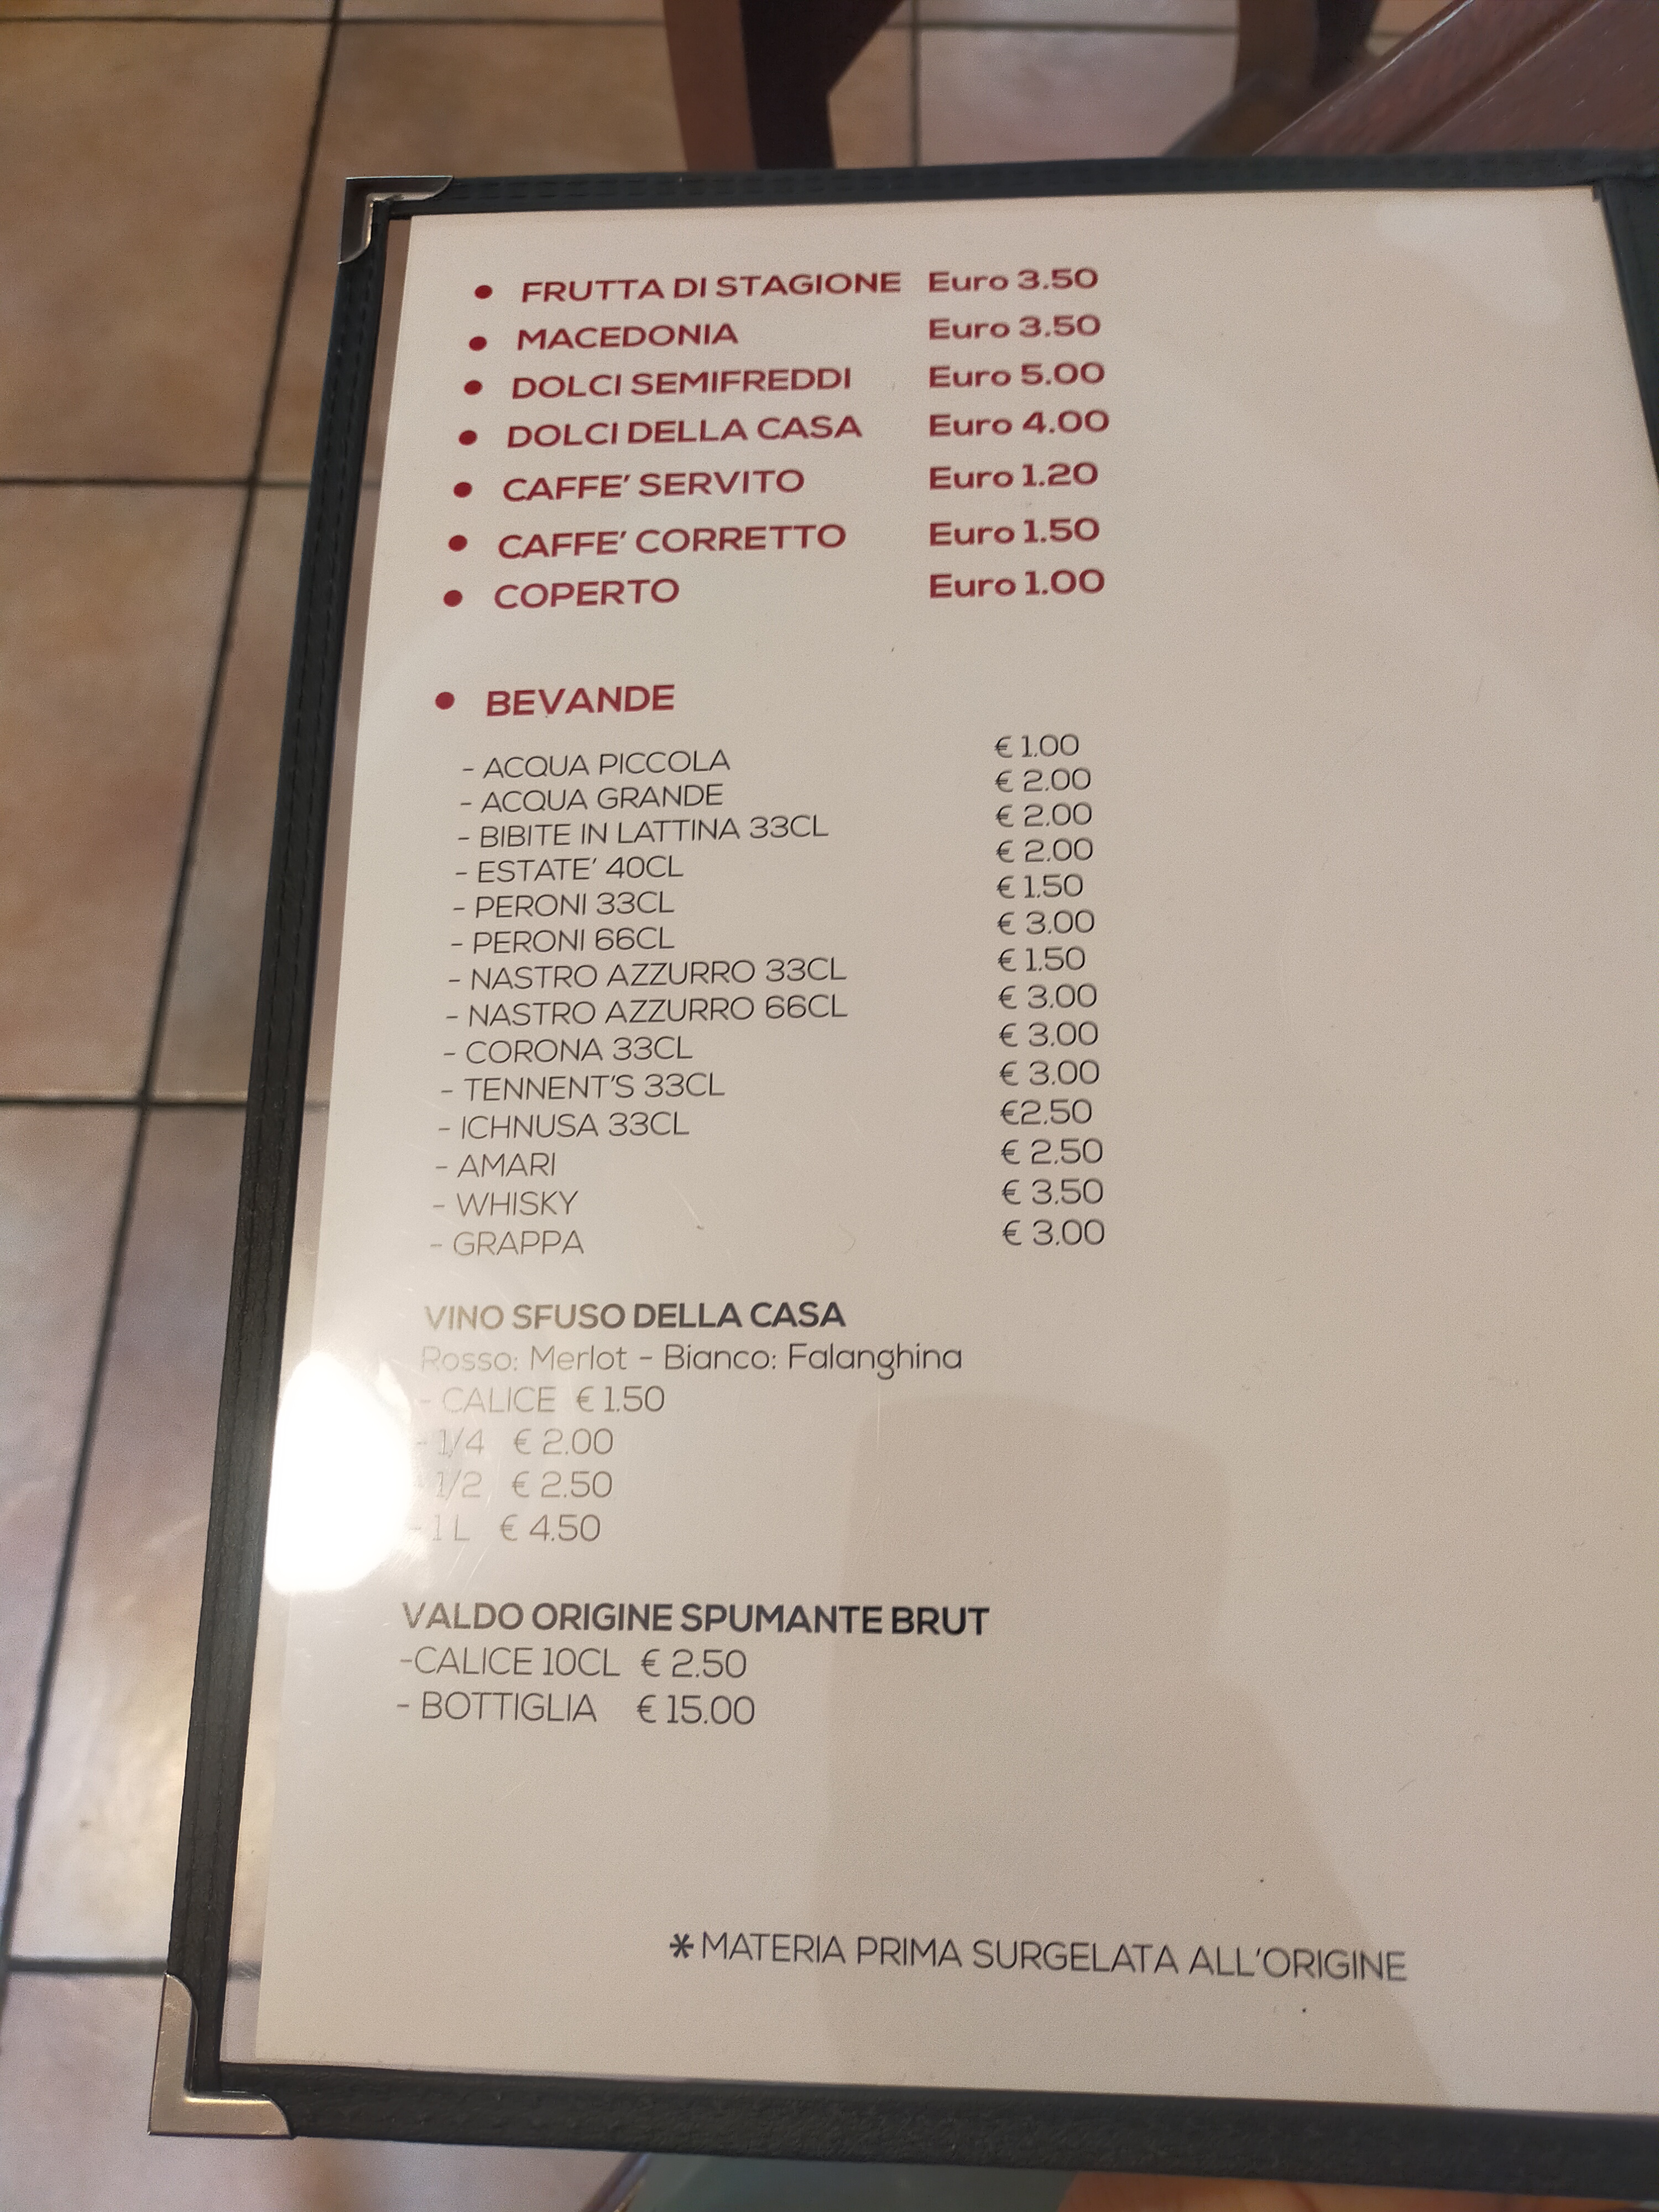 • FRUTTA DI STAGIONE Euro 3.50
• MACEDONIA Euro 3.50
• DOLCI SEMIFREDDI Euro 5.00
• DOLCI DELLA CASA Euro 4.00
• CAFFE' SERVITO Euro 1.20
• CAFFE' CORRETTO Euro 1.50
• COPERTO Euro 1.00
• BEVANDE
- ACQUA PICCOLA € 1.00
- ACQUA GRANDE € 2.00
- BIBITE IN LATTINA 33CL € 2.00
- ESTATE' 40CL € 2.00
- PERONI 33CL € 1.50
- PERONI 66CL € 3.00
- NASTRO AZZURRO 33CL € 1.50
- NASTRO AZZURRO 66CL € 3.00
- CORONA 33CL € 3.00
- TENNENT'S 33CL € 3.00
- ICHNUSA 33CL €2.50
- AMARI € 2.50
- WHISKY € 3.50
- GRAPPA € 3.00
VINO SFUSO DELLA CASA
Rosso: Merlot - Bianco: Falanghina
- CALICE € 1.50
- 1/4 € 2.00
- 1/2 € 2.50
- 1 L € 4.50
VALDO ORIGINE SPUMANTE BRUT
-CALICE 10CL € 2.50
- BOTTIGLIA € 15.00
*MATERIA PRIMA SURGELATA ALL'ORIGINE